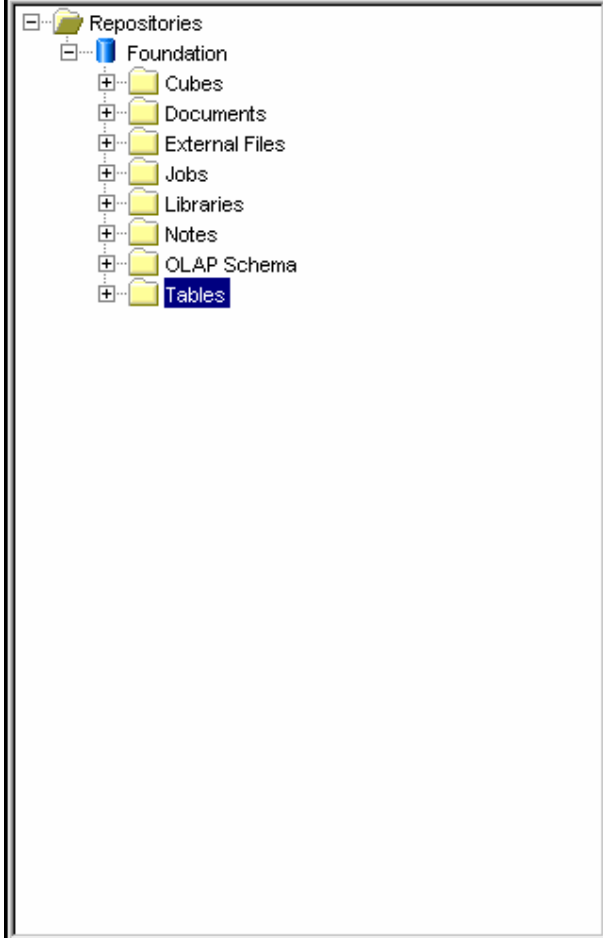 Repositories
Foundation
Cubes
Documents
External Files
Jobs
Libraries
Notes
OLAP Schema
Tables